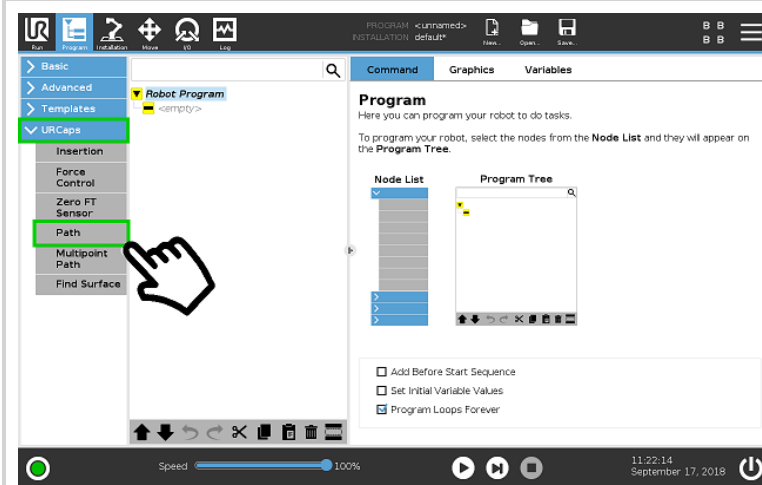 UR
PROGRAM <unnamed>
INSTALLATION default*
Run
Program
Installation
Move
I/O
Log
New...
Open...
Save...
B B
B B
Basic
Advanced
Templates
URCaps
Insertion
Force
Control
Zero FT
Sensor
Path
Multipoint
Path
Find Surface
Robot Program
<empty>
Command
Graphics
Variables
Program
Here you can program your robot to do tasks.
To program your robot, select the nodes from the Node List and they will appear on
the Program Tree.
Node List
Program Tree
Add Before Start Sequence
Set Initial Variable Values
Program Loops Forever
Speed
100%
11:22:14
September 17, 2018